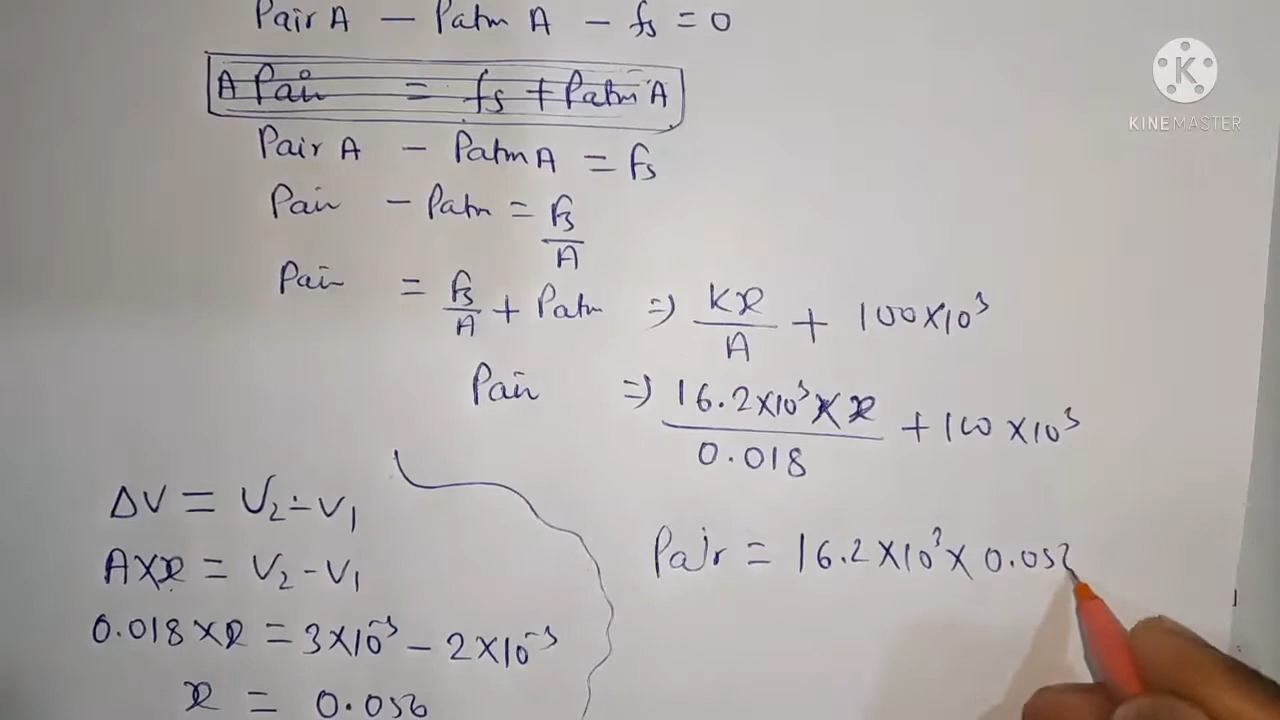 Pair A - Patm A - fs = 0
A Pair = fs + Patm A
Pair A - Patm A = fs
Pair - Patm = fs/A
Pair = fs/A + Patm ⇒ Kx/A + 100×10³
Pair ⇒ 16.2×10³×x/0.018 + 100×10³
ΔV = V₂-V₁
A×x = V₂-V₁
0.018×x = 3×10⁻³ - 2×10⁻³
x = 0.056
Pair = 16.2×10³× 0.05
KINEMASTER